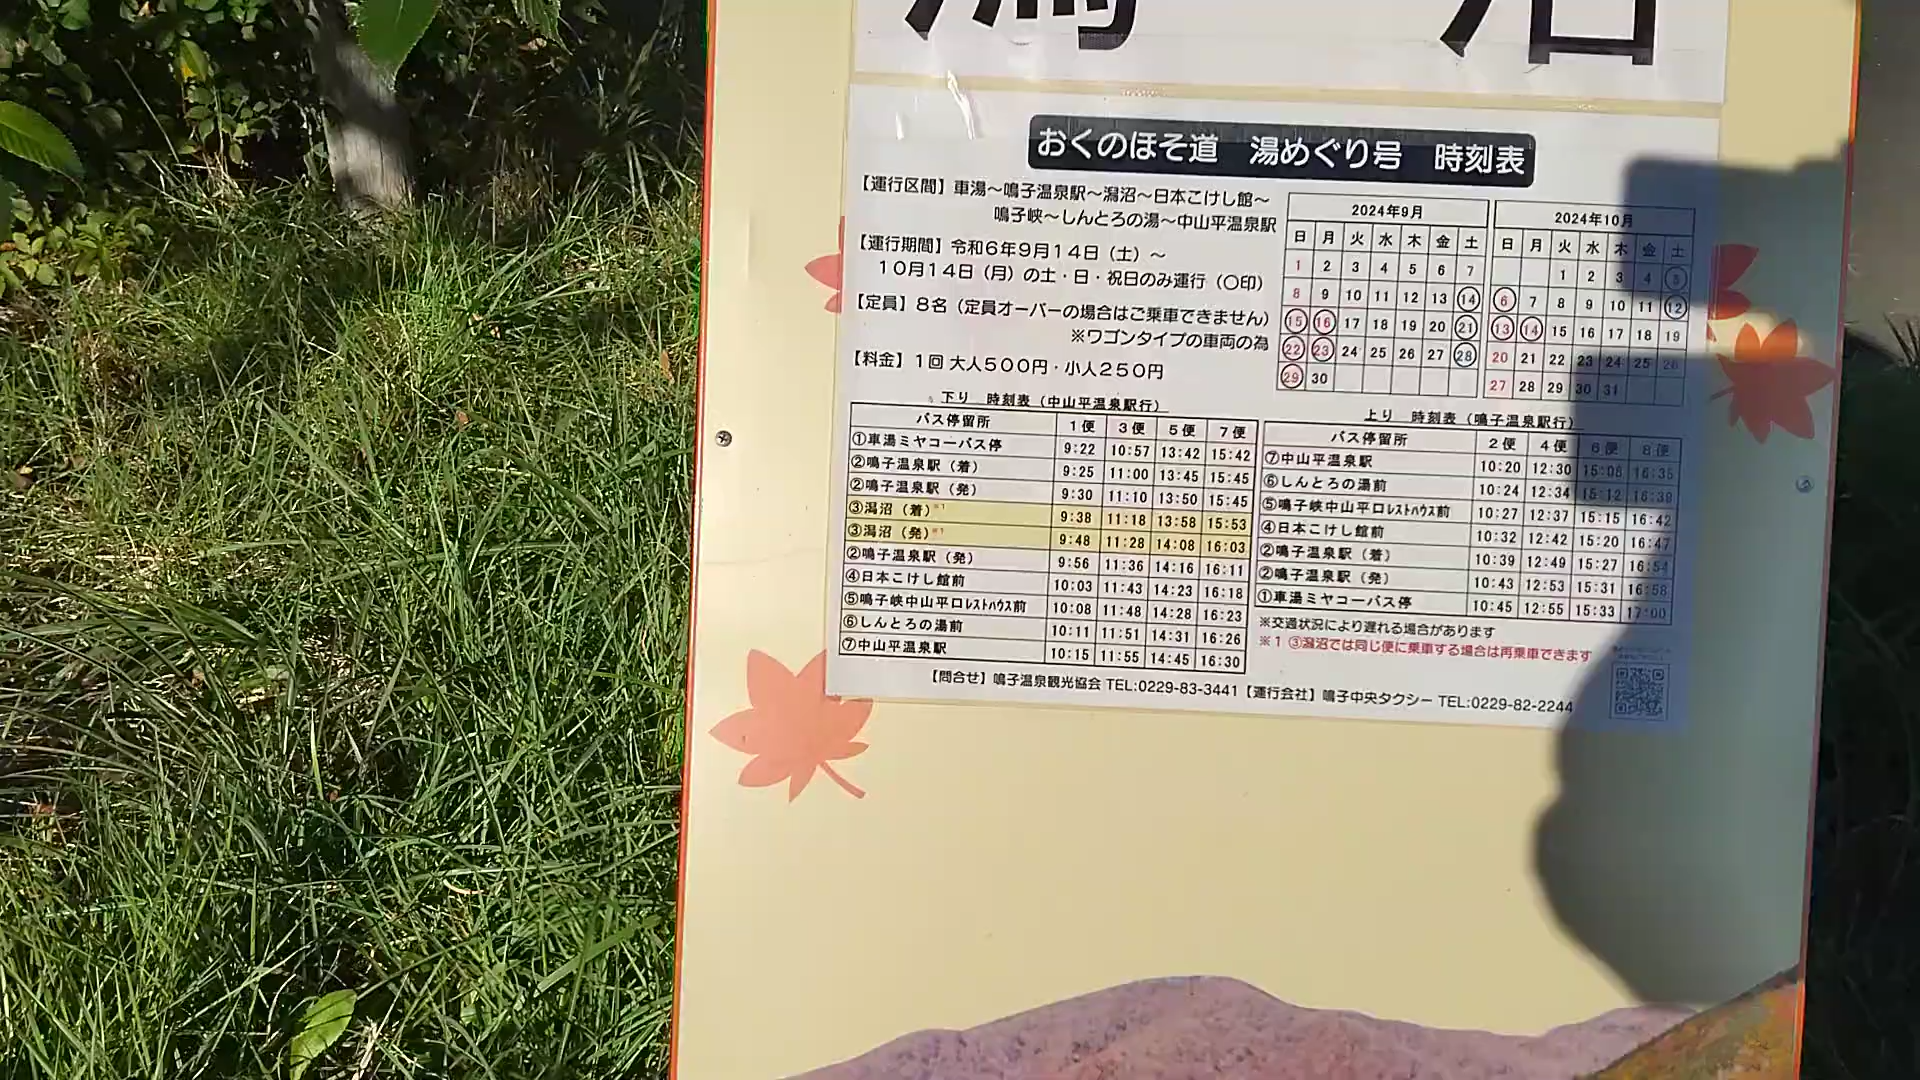 潟沼
おくのほそ道 湯めぐり号 時刻表
【運行区間】車湯～鳴子温泉駅～潟沼～日本こけし館～
鳴子峡～しんとろの湯～中山平温泉駅
【運行期間】令和6年9月14日（土）～
10月14日（月）の土・日・祝日のみ運行（〇印）
【定員】8名（定員オーバーの場合はご乗車できません）
※ワゴンタイプの車両の為
【料金】1回 大人500円・小人250円
2024年9月
日 月 火 水 木 金 土
1 2 3 4 5 6 7
8 9 10 11 12 13 14
15 16 17 18 19 20 21
22 23 24 25 26 27 28
29 30
2024年10月
日 月 火 水 木 金 土
1 2 3 4 5
6 7 8 9 10 11 12
13 14 15 16 17 18 19
20 21 22 23 24 25 26
27 28 29 30 31
下り 時刻表（中山平温泉駅行）
バス停留所 1便 3便 5便 7便
①車湯ミヤコーバス停 9:22 10:57 13:42 15:42
②鳴子温泉駅（着） 9:25 11:00 13:45 15:45
②鳴子温泉駅（発） 9:30 11:10 13:50 15:45
③潟沼（着）※1 9:38 11:18 13:58 15:53
③潟沼（発）※1 9:48 11:28 14:08 16:03
②鳴子温泉駅（発） 9:56 11:36 14:16 16:11
④日本こけし館前 10:03 11:43 14:23 16:18
⑤鳴子峡中山平口ﾚｽﾄﾊｳｽ前 10:08 11:48 14:28 16:23
⑥しんとろの湯前 10:11 11:51 14:31 16:26
⑦中山平温泉駅 10:15 11:55 14:45 16:30
上り 時刻表（鳴子温泉駅行）
バス停留所 2便 4便 6便 8便
⑦中山平温泉駅 10:20 12:30 15:08 16:35
⑥しんとろの湯前 10:24 12:34 15:12 16:39
⑤鳴子峡中山平口ﾚｽﾄﾊｳｽ前 10:27 12:37 15:15 16:42
④日本こけし館前 10:32 12:42 15:20 16:47
②鳴子温泉駅（着） 10:39 12:49 15:27 16:54
②鳴子温泉駅（発） 10:43 12:53 15:31 16:58
①車湯ミヤコーバス停 10:45 12:55 15:33 17:00
※交通状況により遅れる場合があります
※1 ③潟沼では同じ便に乗車する場合は再乗車できます
【問合せ】鳴子温泉観光協会 TEL:0229-83-3441【運行会社】鳴子中央タクシー TEL:0229-82-2244